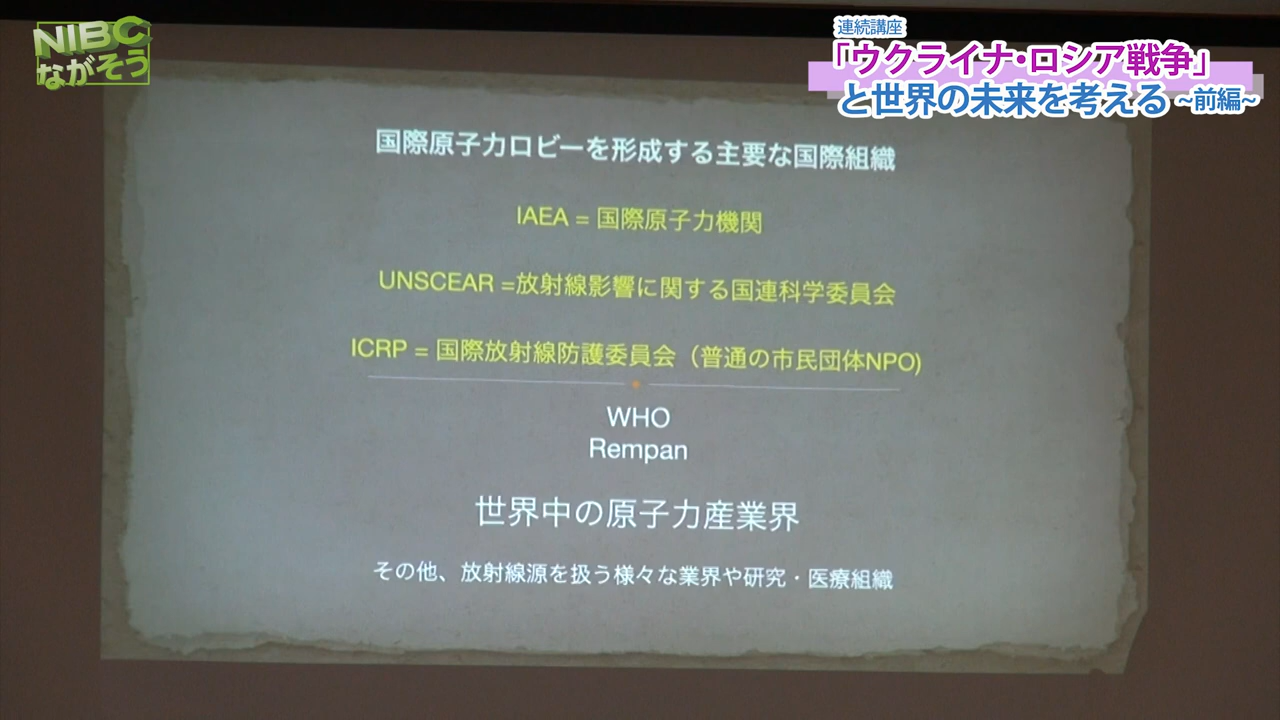 NIBC
ながそう
連続講座
「ウクライナ・ロシア戦争」
と世界の未来を考える ~前編~
国際原子力ロビーを形成する主要な国際組織
IAEA = 国際原子力機関
UNSCEAR =放射線影響に関する国連科学委員会
ICRP = 国際放射線防護委員会（普通の市民団体NPO)
WHO
Rempan
世界中の原子力産業界
その他、放射線源を扱う様々な業界や研究・医療組織